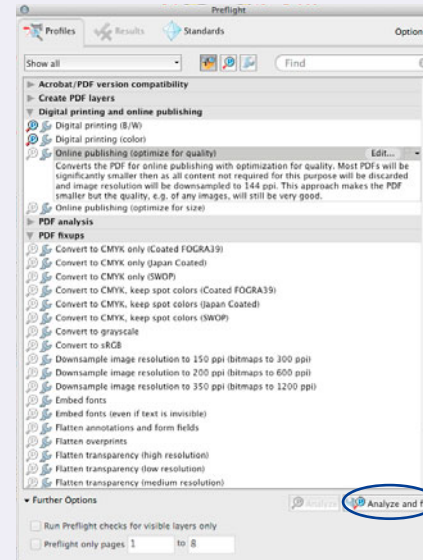 Preflight
Profiles Results Standards Option
Show all Find
Acrobat/PDF version compatibility
Create PDF layers
Digital printing and online publishing
Digital printing (B/W)
Digital printing (color)
Online publishing (optimize for quality) Edit...
Converts the PDF for online publishing with optimization for quality. Most PDFs will be
significantly smaller then as all content not required for this purpose will be discarded
and image resolution will be downsampled to 144 ppi. This approach makes the PDF
smaller but the quality, e.g. of any images, will still be very good.
Online publishing (optimize for size)
PDF analysis
PDF fixups
Convert to CMYK only (Coated FOGRA39)
Convert to CMYK only (Japan Coated)
Convert to CMYK only (SWOP)
Convert to CMYK, keep spot colors (Coated FOGRA39)
Convert to CMYK, keep spot colors (Japan Coated)
Convert to CMYK, keep spot colors (SWOP)
Convert to grayscale
Convert to sRGB
Downsample image resolution to 150 ppi (bitmaps to 300 ppi)
Downsample image resolution to 200 ppi (bitmaps to 600 ppi)
Downsample image resolution to 350 ppi (bitmaps to 1200 ppi)
Embed fonts
Embed fonts (even if text is invisible)
Flatten annotations and form fields
Flatten overprints
Flatten transparency (high resolution)
Flatten transparency (low resolution)
Flatten transparency (medium resolution)
Further Options Analyze Analyze and f
Run Preflight checks for visible layers only
Preflight only pages 1 to 8